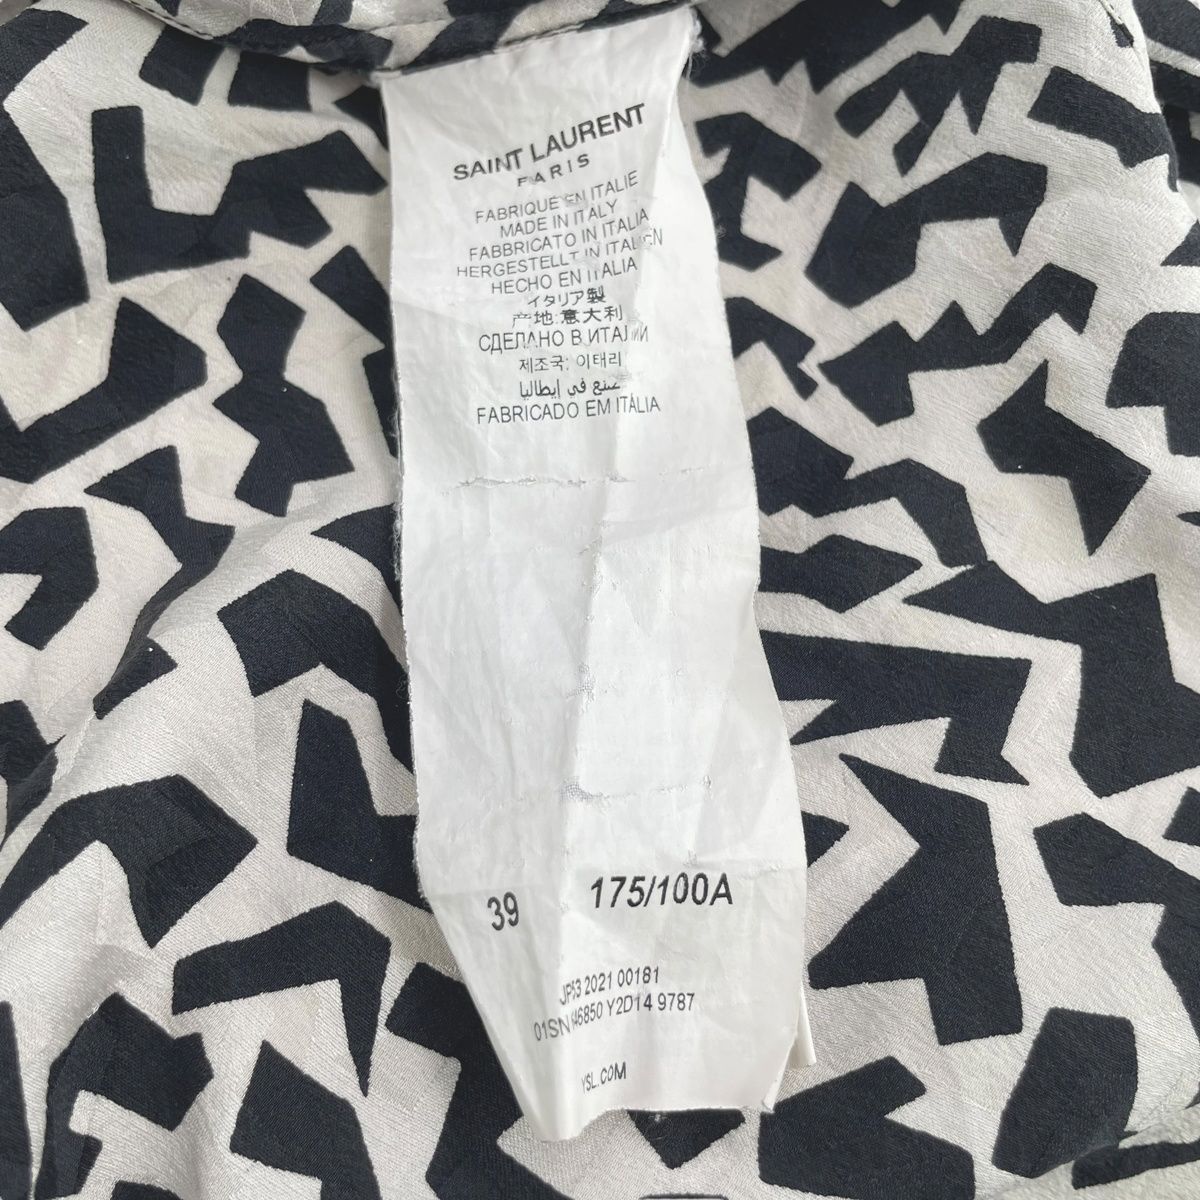 SAINT LAURENT
PARIS
FABRIQUE EN ITALIE
MADE IN ITALY
FABBRICATO IN ITALIA
HERGESTELLT IN ITALIEN
HECHO EN ITALIA
イタリア製
产地:意大利
СДЕЛАНО В ИТАЛИИ
제조국: 이태리
صنع في إيطاليا
FABRICADO EM ITÁLIA
39 175/100A
2021 00181
Y2D14 9787
YSL.COM